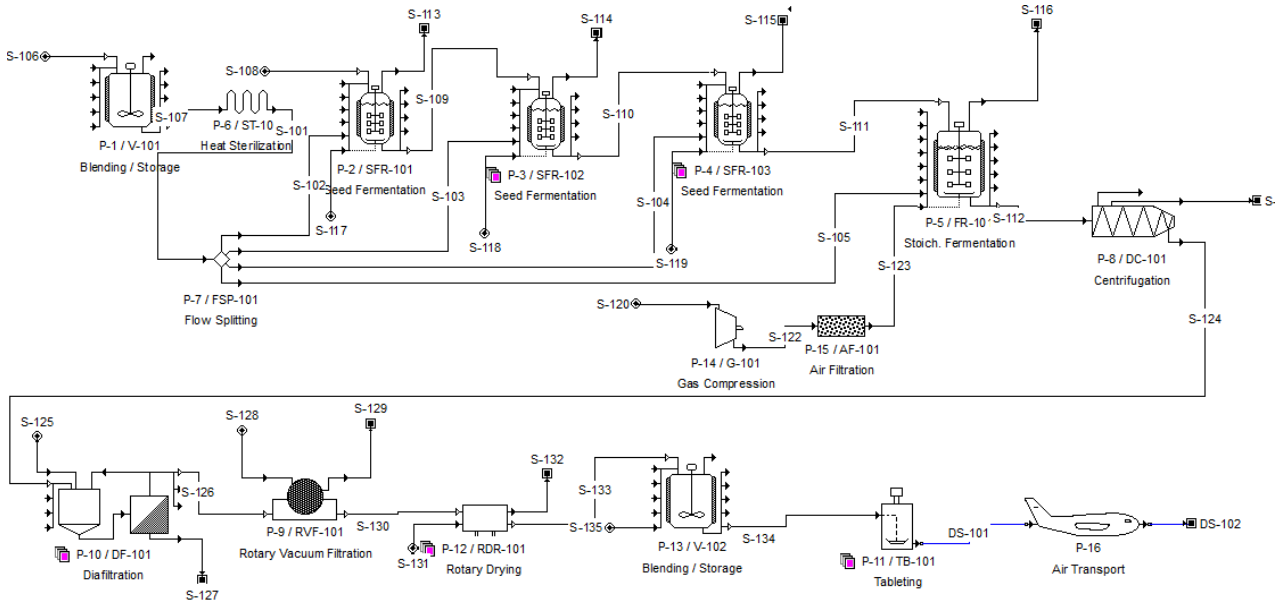 S-113
S-114
S-115
S-116
S-106
S-107
S-108
S-109
S-110
S-111
S-101
P-6 / ST-10
Heat Sterilization
P-1 / V-101
Blending / Storage
P-2 / SFR-101
Seed Fermentation
P-3 / SFR-102
Seed Fermentation
P-4 / SFR-103
Seed Fermentation
S-102
S-103
S-104
S-117
S-118
S-119
P-5 / FR-10
S-112
Stoich. Fermentation
S-
P-8 / DC-101
Centrifugation
S-105
S-123
S-124
P-7 / FSP-101
Flow Splitting
S-120
S-122
P-14 / G-101
Gas Compression
P-15 / AF-101
Air Filtration
S-125
S-126
S-127
P-10 / DF-101
Diafiltration
S-128
S-129
S-130
P-9 / RVF-101
Rotary Vacuum Filtration
S-131
S-132
P-12 / RDR-101
Rotary Drying
S-133
S-135
S-134
P-13 / V-102
Blending / Storage
P-11 / TB-101
Tableting
DS-101
DS-102
P-16
Air Transport